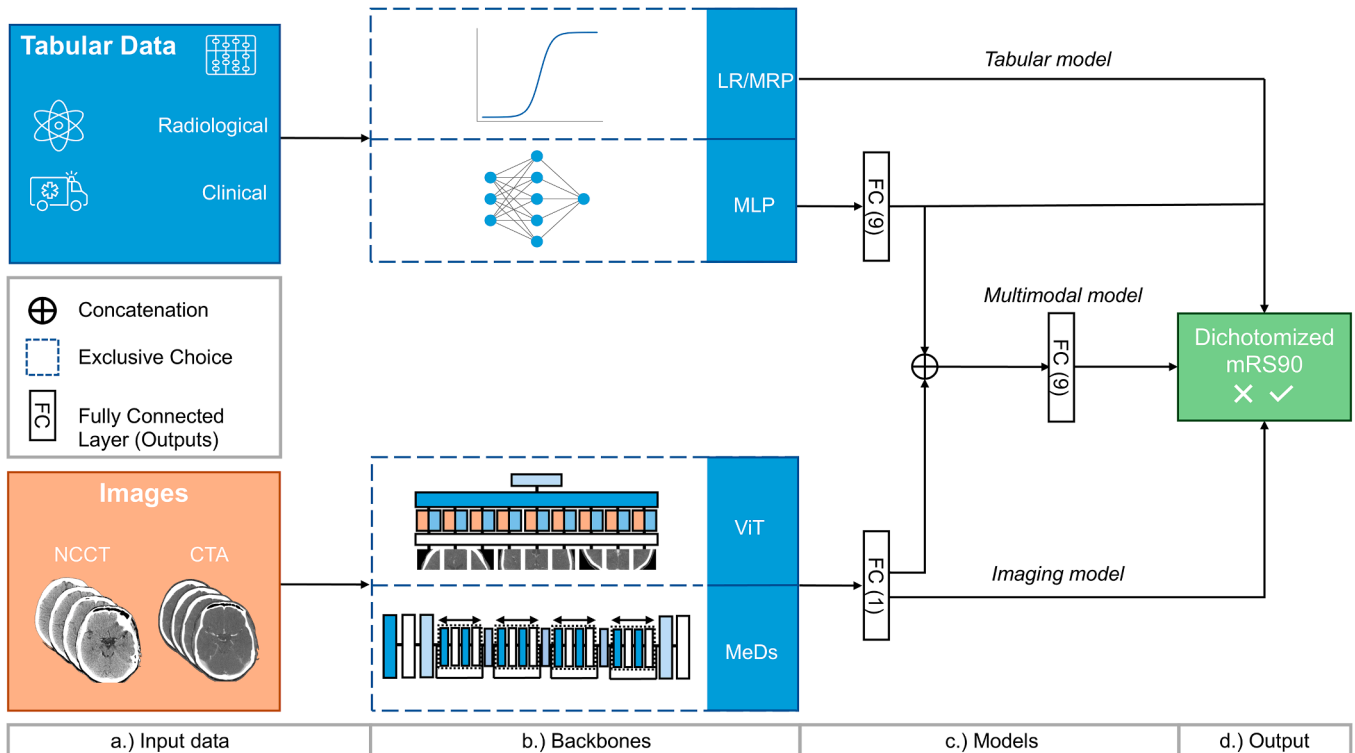 Tabular Data
Radiological
Clinical
LR/MRP
MLP
Tabular model
FC (9)
Multimodal model
FC (9)
Dichotomized
mRS90
Concatenation
Exclusive Choice
FC
Fully Connected
Layer (Outputs)
Images
NCCT
CTA
ViT
MeDs
FC (1)
Imaging model
a.) Input data
b.) Backbones
c.) Models
d.) Output